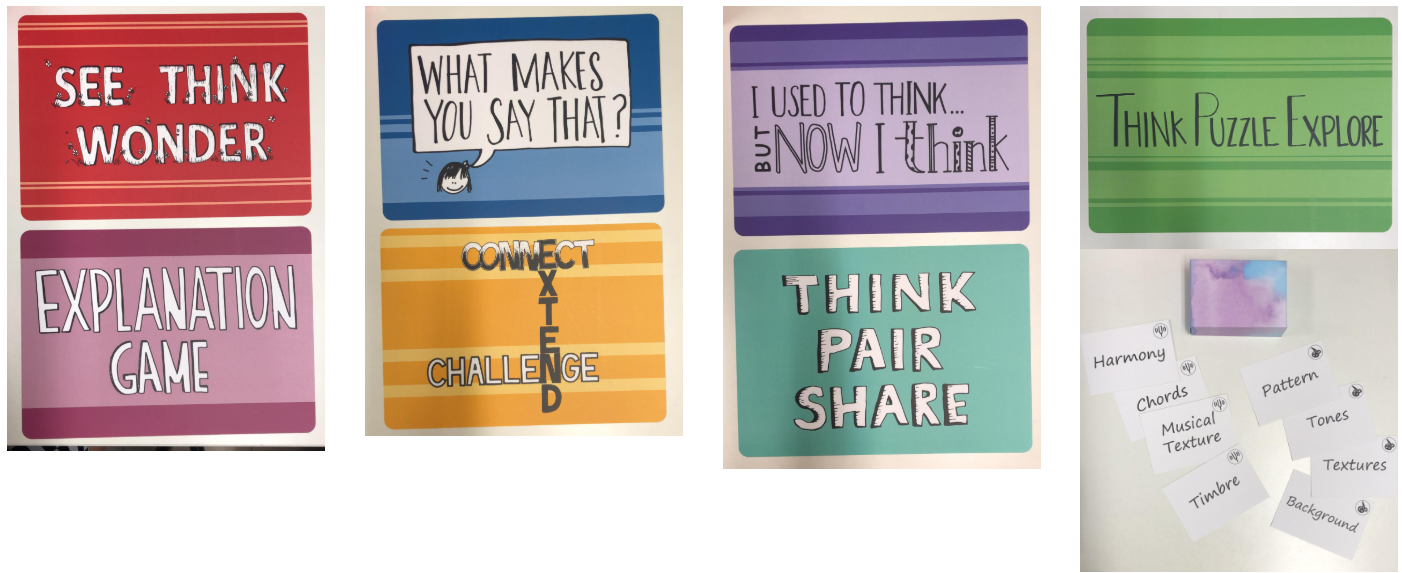 SEE THINK
WONDER
EXPLANATION
GAME
WHAT MAKES
YOU SAY THAT?
CONNECT
EXTEND
CHALLENGE
I USED TO THINK...
BUT NOW I think
THINK
PAIR
SHARE
THINK PUZZLE EXPLORE
Harmony
Chords
Musical
Texture
Timbre
Pattern
Tones
Textures
Background